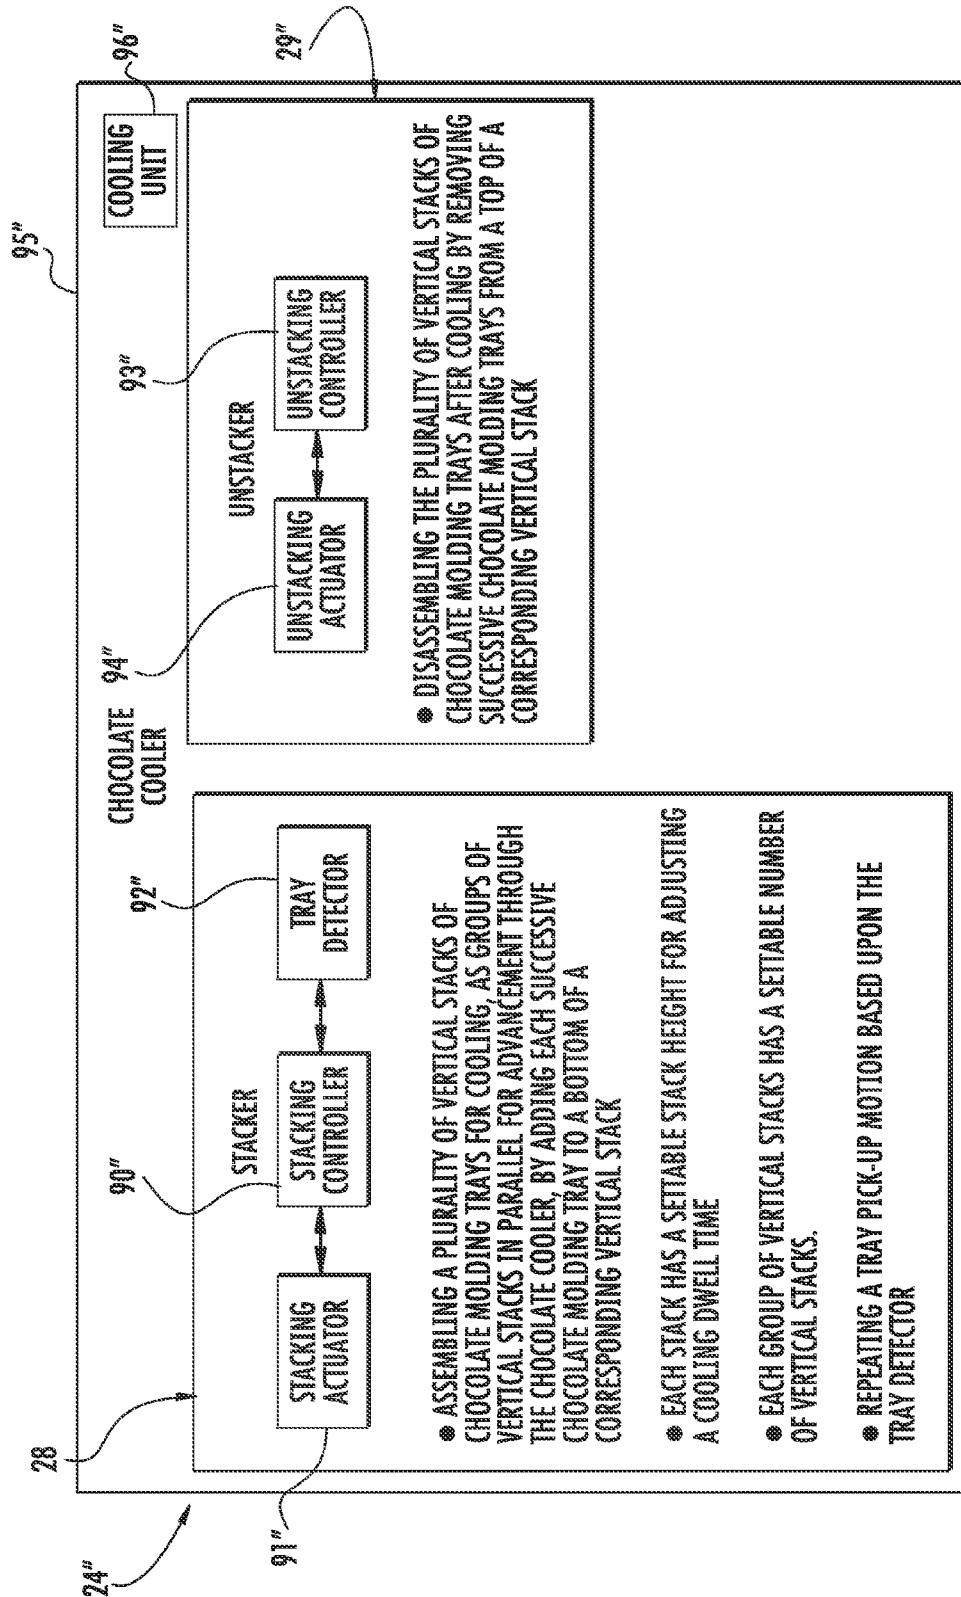 24"
28
95"
CHOCOLATE
COOLER
COOLING
UNIT
96"
STACKER
90"
92"
91"
STACKING
ACTUATOR
STACKING
CONTROLLER
TRAY
DETECTOR
● ASSEMBLING A PLURALITY OF VERTICAL STACKS OF
CHOCOLATE MOLDING TRAYS FOR COOLING, AS GROUPS OF
VERTICAL STACKS IN PARALLEL FOR ADVANCEMENT THROUGH
THE CHOCOLATE COOLER, BY ADDING EACH SUCCESSIVE
CHOCOLATE MOLDING TRAY TO A BOTTOM OF A
CORRESPONDING VERTICAL STACK
● EACH STACK HAS A SETTABLE STACK HEIGHT FOR ADJUSTING
A COOLING DWELL TIME
● EACH GROUP OF VERTICAL STACKS HAS A SETTABLE NUMBER
OF VERTICAL STACKS.
● REPEATING A TRAY PICK-UP MOTION BASED UPON THE
TRAY DETECTOR
94"
93"
UNSTACKER
UNSTACKING
ACTUATOR
UNSTACKING
CONTROLLER
29"
● DISASSEMBLING THE PLURALITY OF VERTICAL STACKS OF
CHOCOLATE MOLDING TRAYS AFTER COOLING BY REMOVING
SUCCESSIVE CHOCOLATE MOLDING TRAYS FROM A TOP OF A
CORRESPONDING VERTICAL STACK